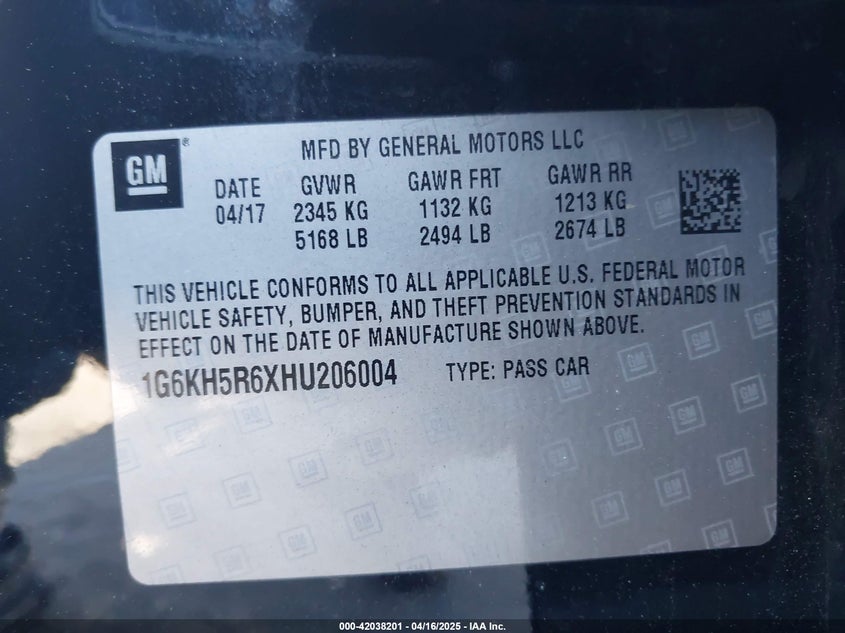 GM ®
MFD BY GENERAL MOTORS LLC
DATE GVWR GAWR FRT GAWR RR
04/17 2345 KG 1132 KG 1213 KG
5168 LB 2494 LB 2674 LB
THIS VEHICLE CONFORMS TO ALL APPLICABLE U.S. FEDERAL MOTOR
VEHICLE SAFETY, BUMPER, AND THEFT PREVENTION STANDARDS IN
EFFECT ON THE DATE OF MANUFACTURE SHOWN ABOVE.
1G6KH5R6XHU206004 TYPE: PASS CAR
000-42038201 - 04/16/2025 - IAA Inc.